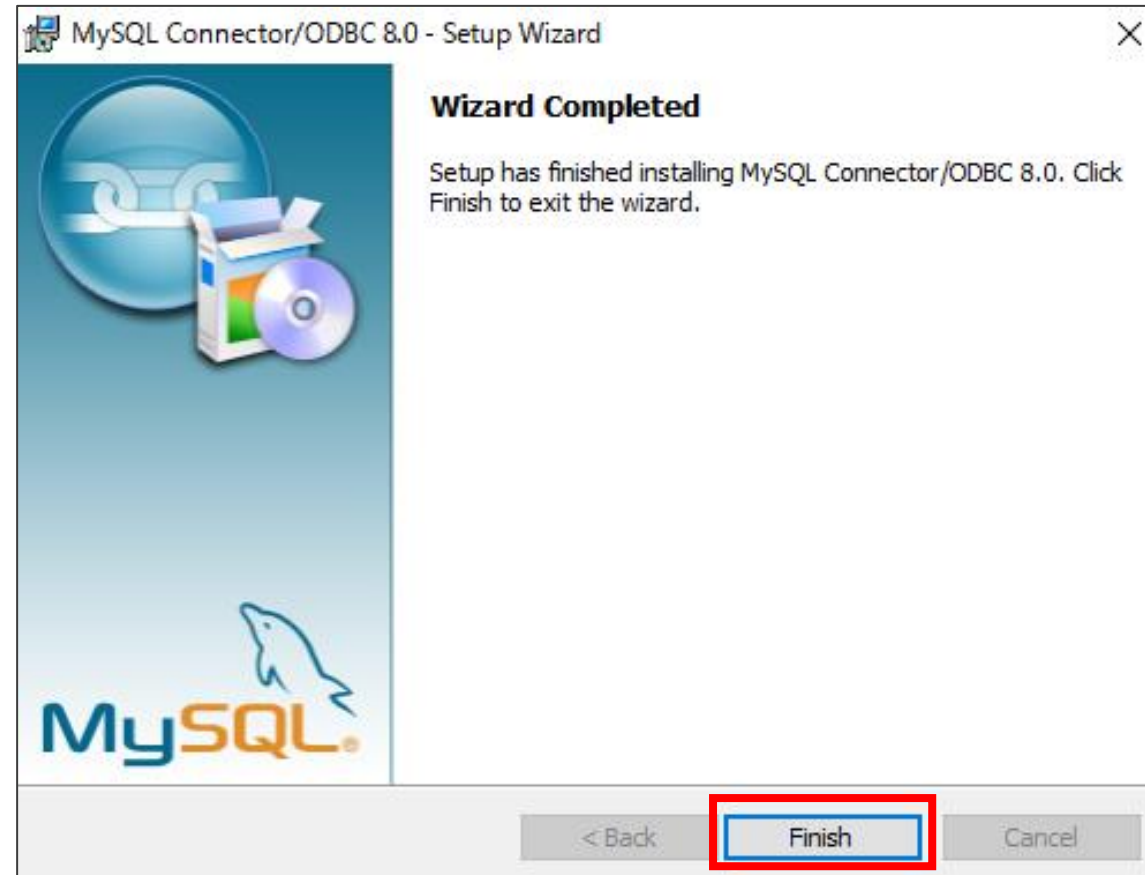 MySQL Connector/ODBC 8.0 - Setup Wizard
Wizard Completed
Setup has finished installing MySQL Connector/ODBC 8.0. Click
Finish to exit the wizard.
MySQL®
< Back Finish Cancel